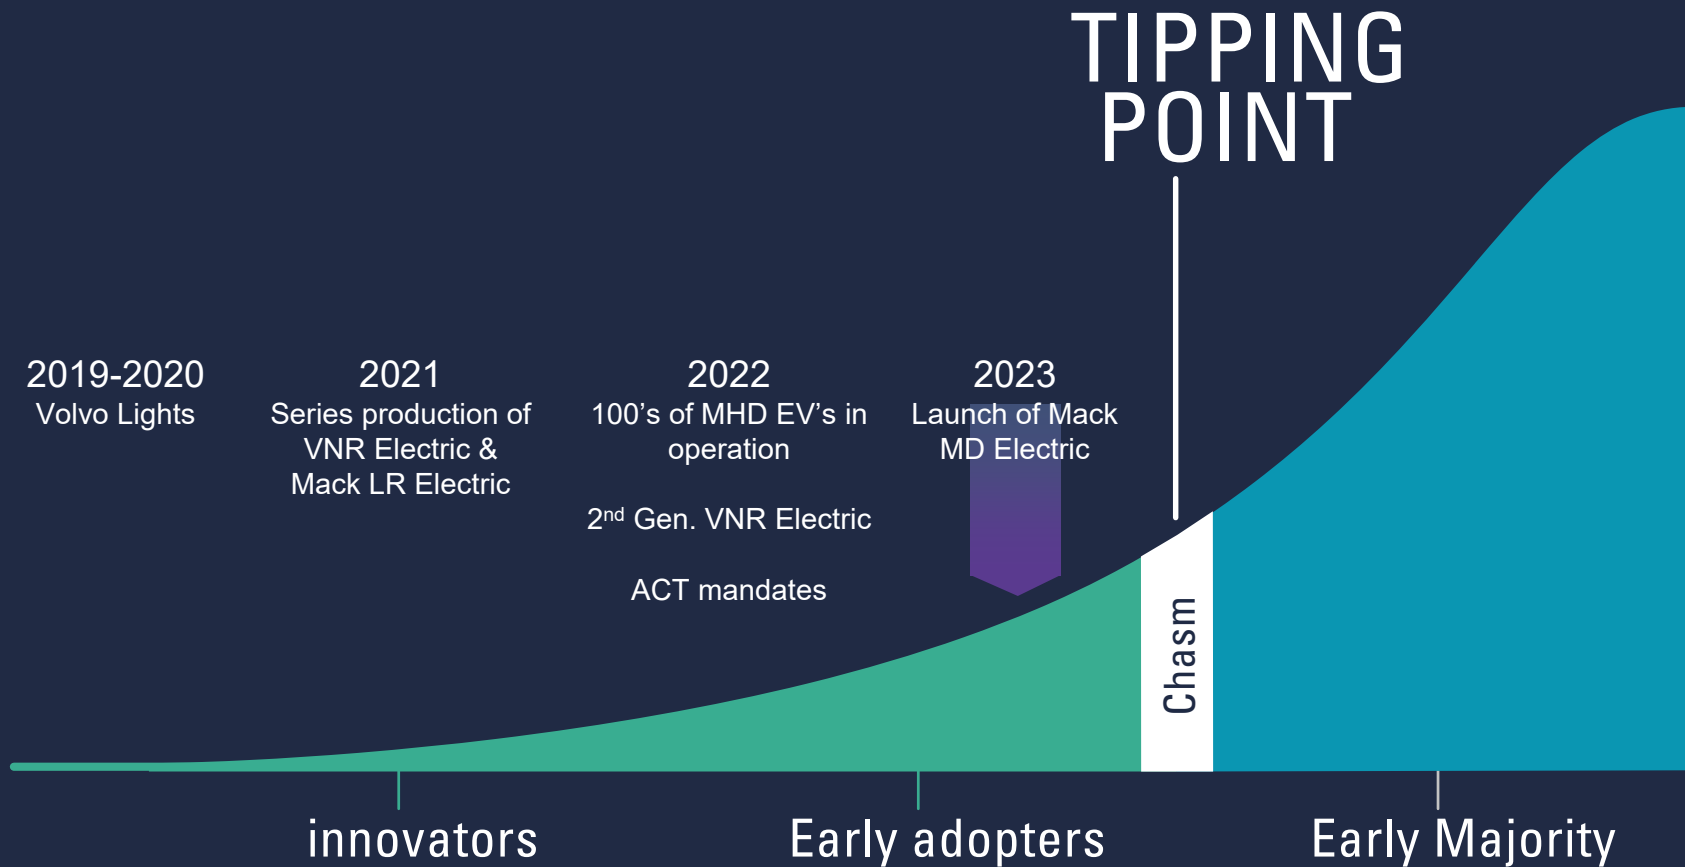 TIPPING
POINT
2019-2020
Volvo Lights
2021
Series production of
VNR Electric &
Mack LR Electric
2022
100’s of MHD EV’s in
operation
2nd Gen. VNR Electric
ACT mandates
2023
Launch of Mack
MD Electric
Chasm
innovators
Early adopters
Early Majority